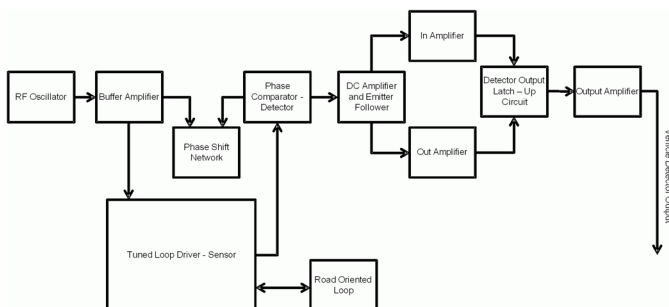 In Amplifier
RF Oscillator
Buffer Amplifier
Phase
Comparator -
Detector
DC Amplifier
and Emitter
Follower
Detector Output
Latch – Up
Circuit
Output Amplifier
Phase Shift
Network
Out Amplifier
Vehicle Detector Output
Tuned Loop Driver - Sensor
Road Oriented
Loop